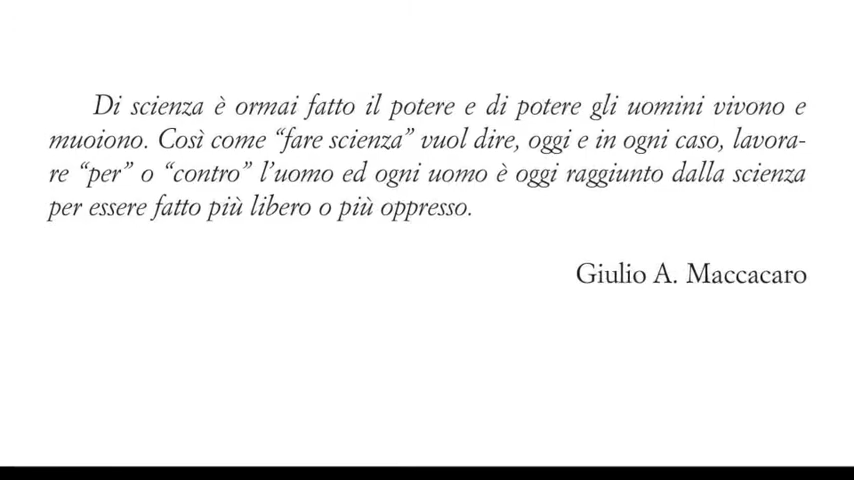 Di scienza è ormai fatto il potere e di potere gli uomini vivono e
muoiono. Così come “fare scienza” vuol dire, oggi e in ogni caso, lavora-
re “per” o “contro” l’uomo ed ogni uomo è oggi raggiunto dalla scienza
per essere fatto più libero o più oppresso.
Giulio A. Maccacaro